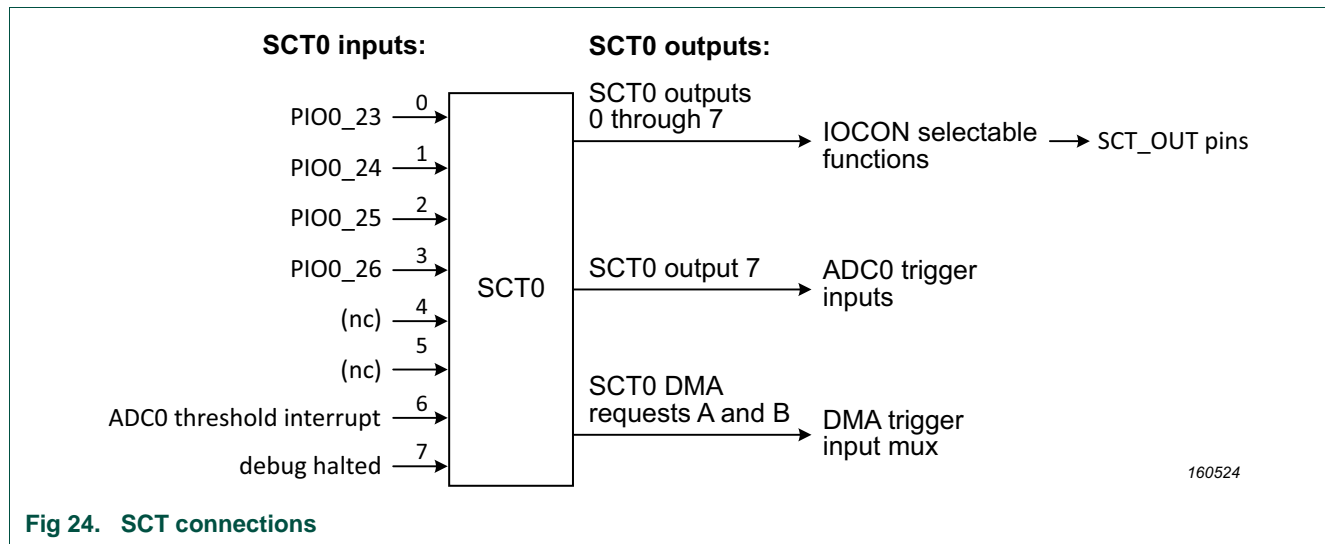 SCT0 inputs:
SCT0 outputs:
PIO0_23
0
PIO0_24
1
PIO0_25
2
PIO0_26
3
(nc)
4
(nc)
5
ADC0 threshold interrupt
6
debug halted
7
SCT0
SCT0 outputs
0 through 7
IOCON selectable
functions
SCT_OUT pins
SCT0 output 7
ADC0 trigger
inputs
SCT0 DMA
requests A and B
DMA trigger
input mux
160524
Fig 24. SCT connections